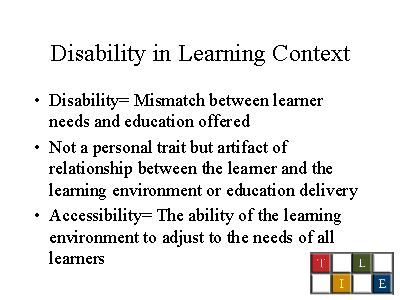 Disability in Learning Context
• Disability= Mismatch between learner
needs and education offered
• Not a personal trait but artifact of
relationship between the learner and the
learning environment or education delivery
• Accessibility= The ability of the learning
environment to adjust to the needs of all
learners
T L
I E